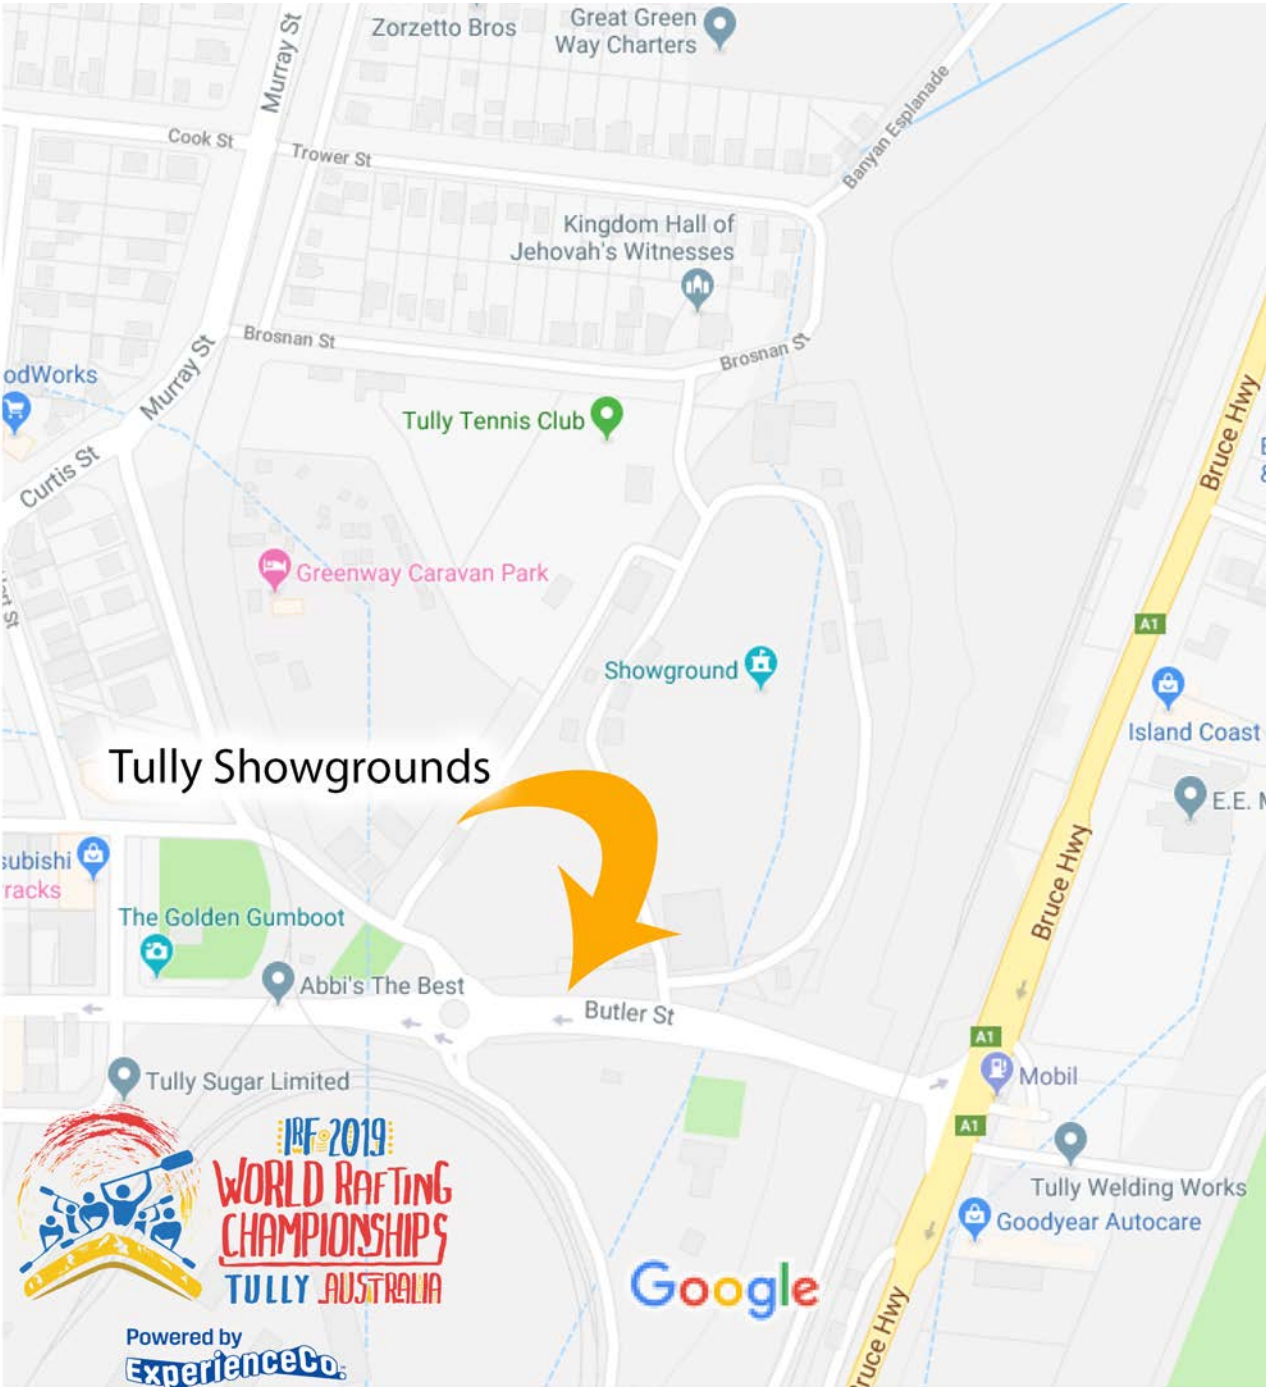 Zorzetto Bros
Great Green
Way Charters
Murray St
Cook St
Trower St
Banyan Esplanade
Kingdom Hall of
Jehovah's Witnesses
Brosnan St
Brosnan St
Murray St
odWorks
Tully Tennis Club
Bruce Hwy
Curtis St
Greenway Caravan Park
A1
Showground
Island Coast
Tully Showgrounds
E.E.
subishi
racks
Bruce Hwy
The Golden Gumboot
Abbi's The Best
Butler St
A1
Mobil
Tully Sugar Limited
A1
IRF 2019
WORLD RAFTING
CHAMPIONSHIPS
TULLY AUSTRALIA
Tully Welding Works
Goodyear Autocare
Google
ruce Hwy
Powered by
ExperienceCo.